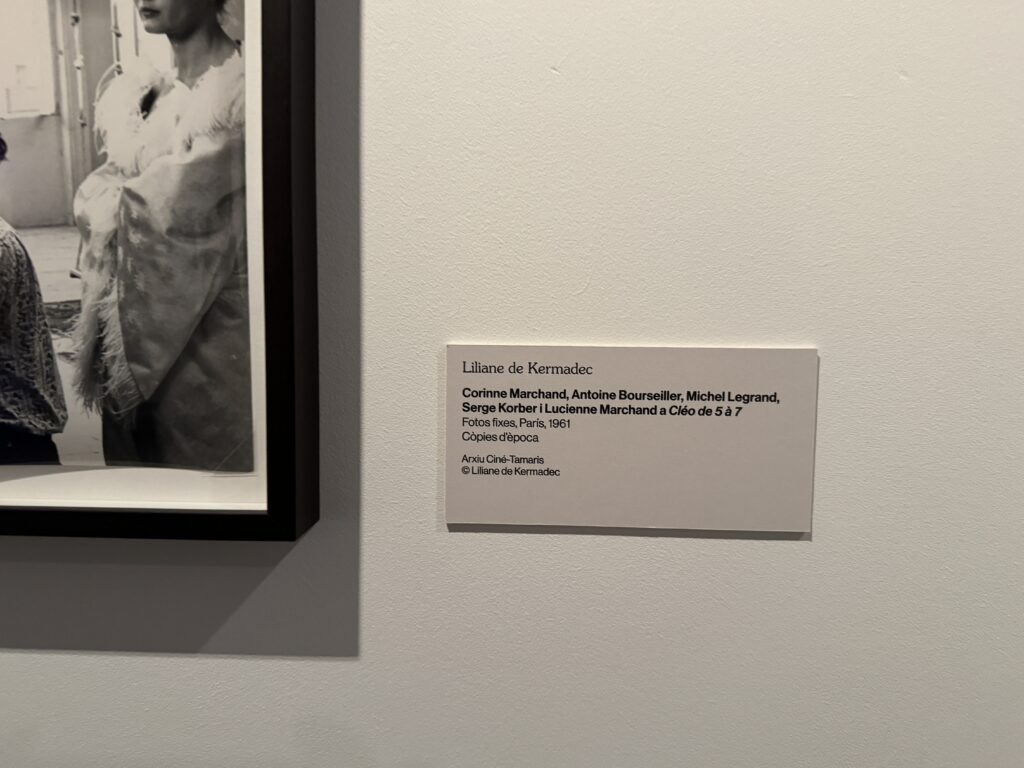 Liliane de Kermadec
Corinne Marchand, Antoine Bourseiller, Michel Legrand,
Serge Korber i Lucienne Marchand a Cléo de 5 à 7
Fotos fixes, París, 1961
Còpies d'època
Arxiu Ciné-Tamaris
© Liliane de Kermadec